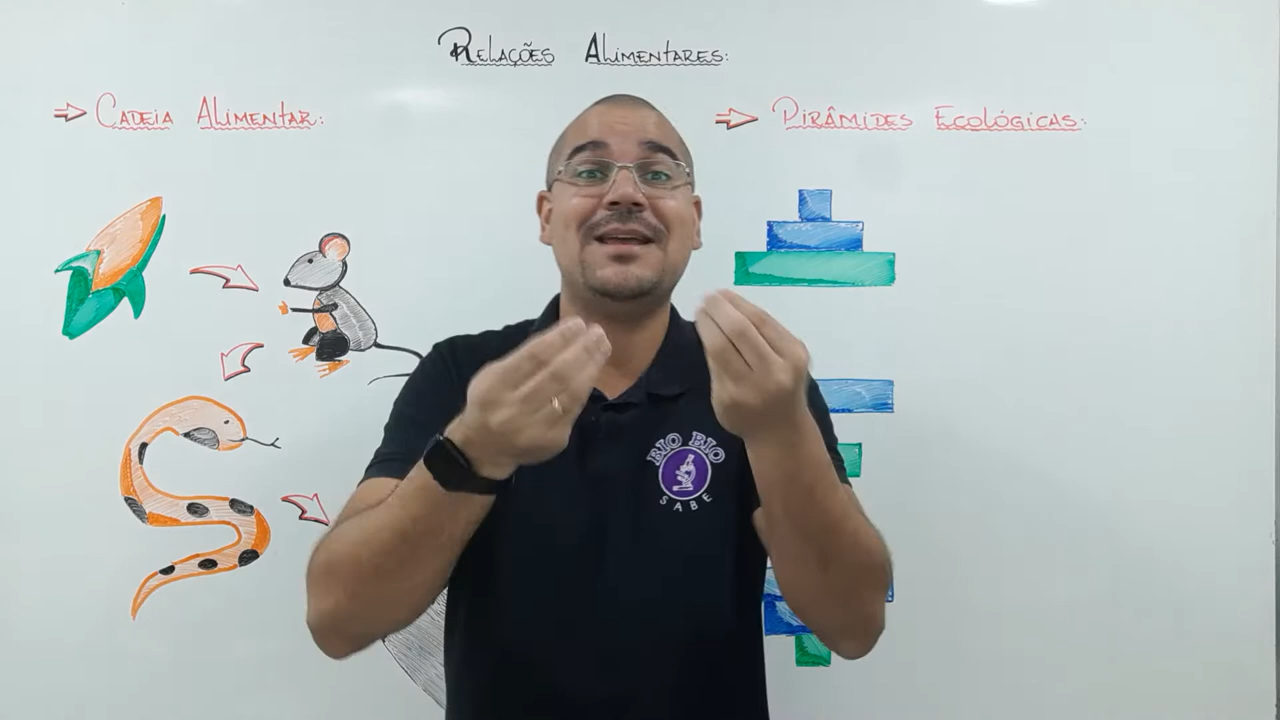 Relações Alimentares:
⇨ Cadeia Alimentar:
⇨ Pirâmides Ecológicas:
BIO BIO
SABE